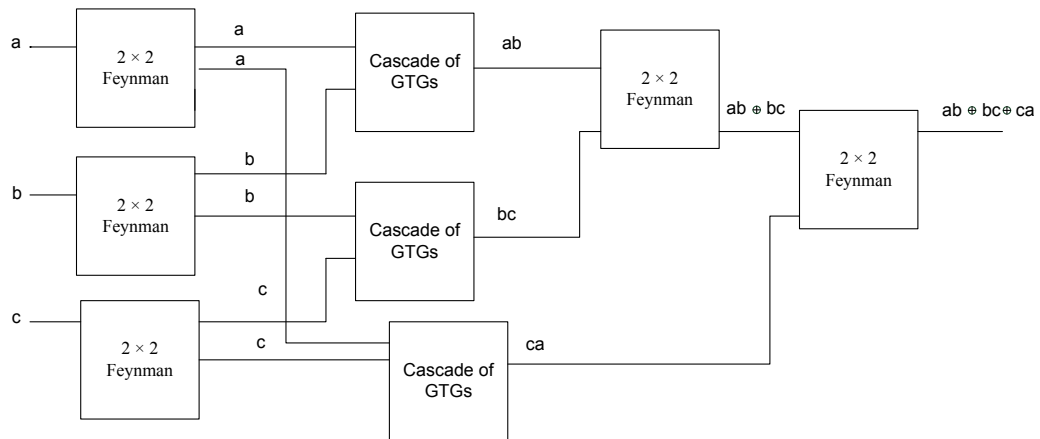 a
2 × 2
Feynman
a
a
Cascade of
GTGs
ab
2 × 2
Feynman
ab ⊕ bc
ab ⊕ bc ⊕ ca
2 × 2
Feynman
b
2 × 2
Feynman
b
b
Cascade of
GTGs
bc
c
2 × 2
Feynman
c
c
Cascade of
GTGs
ca